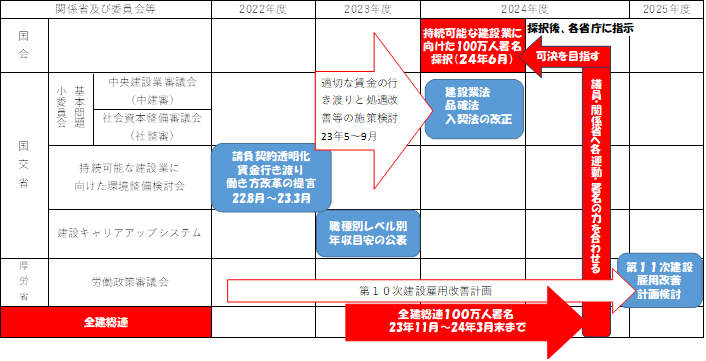 関係省及び委員会等
2022年度
2023年度
2024年度
2025年度
国
会
持続可能な建設業に
向けた100万人署名
採択（24年6月）
採択後、各省庁に指示
可決を目指す
国
交
省
基本問題
小委員会
中央建設業審議会
（中建審）
社会資本整備審議会
（社整審）
適切な賃金の行
き渡りと処遇改
善等の施策検討
23年5～9月
建設業法
品確法
入契法の改正
持続可能な建設業に
向けた環境整備検討会
請負契約透明化
賃金行き渡り
働き方改革の提言
22.8月～23.3月
建設キャリアアップシステム
職種別レベル別
年収目安の公表
議員・関係省へ各運動・署名の力を合わせる
厚
労
省
労働政策審議会
第１０次建設雇用改善計画
第１１次建設
雇用改善
計画検討
全建総連
全建総連100万人署名
23年11月～24年3月末まで